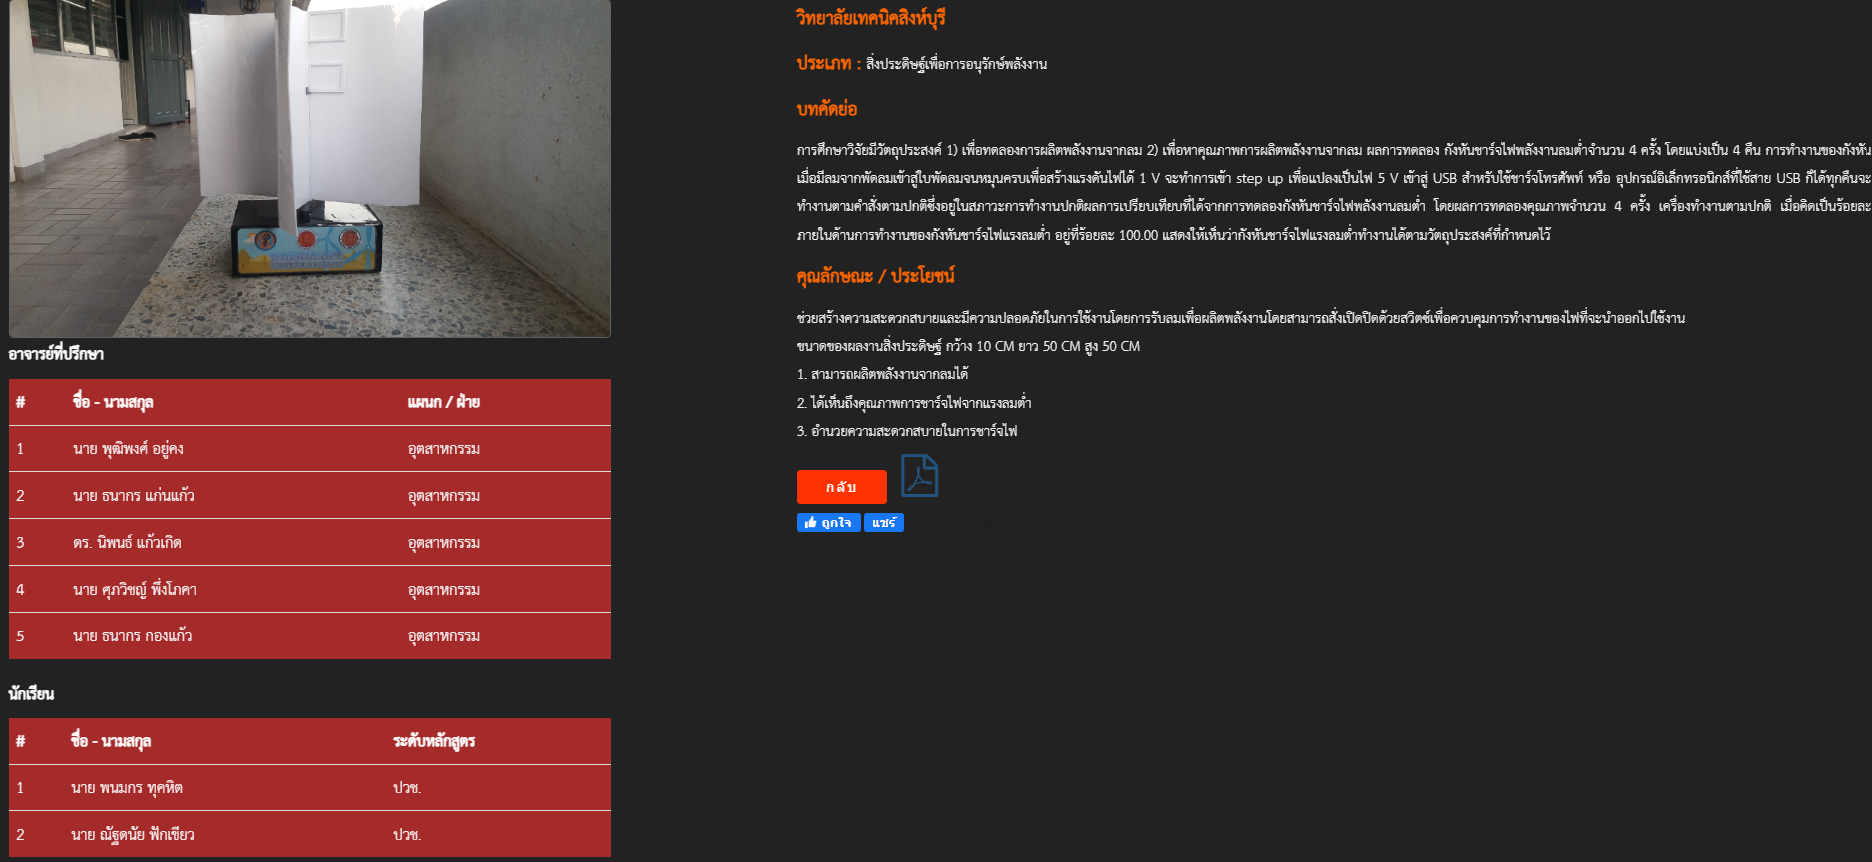 วิทยาลัยเทคนิคสิงห์บุรี
ประเภท : สิ่งประดิษฐ์เพื่อการอนุรักษ์พลังงาน
บทคัดย่อ
การศึกษาวิจัยมีวัตถุประสงค์ 1) เพื่อทดลองการผลิตพลังงานจากลม 2) เพื่อหาคุณภาพการผลิตพลังงานจากลม ผลการทดลอง กังหันชาร์จไฟพลังงานลมต่ำจำนวน 4 ครั้ง โดยแบ่งเป็น 4 คืน การทำงานของกังหัน
เมื่อมีลมจากพัดลมเข้าสู่ใบพัดลมจนหมุนครบเพื่อสร้างแรงดันไฟได้ 1 V จะทำการเข้า step up เพื่อแปลงเป็นไฟ 5 V เข้าสู่ USB สำหรับใช้ชาร์จโทรศัพท์ หรือ อุปกรณ์อิเล็กทรอนิกส์ที่ใช้สาย USB ก็ได้ทุกคืนจะ
ทำงานตามคำสั่งตามปกติซึ่งอยู่ในสภาวะการทำงานปกติผลการเปรียบเทียบที่ได้จากการทดลองกังหันชาร์จไฟพลังงานลมต่ำ โดยผลการทดลองคุณภาพจำนวน 4 ครั้ง เครื่องทำงานตามปกติ เมื่อคิดเป็นร้อยละ
ภายในด้านการทำงานของกังหันชาร์จไฟแรงลมต่ำ อยู่ที่ร้อยละ 100.00 แสดงให้เห็นว่ากังหันชาร์จไฟแรงลมต่ำทำงานได้ตามวัตถุประสงค์ที่กำหนดไว้
คุณลักษณะ / ประโยชน์
ช่วยสร้างความสะดวกสบายและมีความปลอดภัยในการใช้งานโดยการรับลมเพื่อผลิตพลังงานโดยสามารถสั่งเปิดปิดด้วยสวิตซ์เพื่อควบคุมการทำงานของไฟที่จะนำออกไปใช้งาน
ขนาดของผลงานสิ่งประดิษฐ์ กว้าง 10 CM ยาว 50 CM สูง 50 CM
1. สามารถผลิตพลังงานจากลมได้
2. ได้เห็นถึงคุณภาพการชาร์จไฟจากแรงลมต่ำ
3. อำนวยความสะดวกสบายในการชาร์จไฟ
กลับ
ถูกใจ แชร์
อาจารย์ที่ปรึกษา
# ชื่อ - นามสกุล แผนก / ฝ่าย
1 นาย พุฒิพงศ์ อยู่คง อุตสาหกรรม
2 นาย ธนากร แก่นแก้ว อุตสาหกรรม
3 ดร. นิพนธ์ แก้วเกิด อุตสาหกรรม
4 นาย ศุภวิชญ์ พึ่งโภคา อุตสาหกรรม
5 นาย ธนากร กองแก้ว อุตสาหกรรม
นักเรียน
# ชื่อ - นามสกุล ระดับหลักสูตร
1 นาย พนมกร ทุคหิต ปวช.
2 นาย ณัฐดนัย ฟักเขียว ปวช.